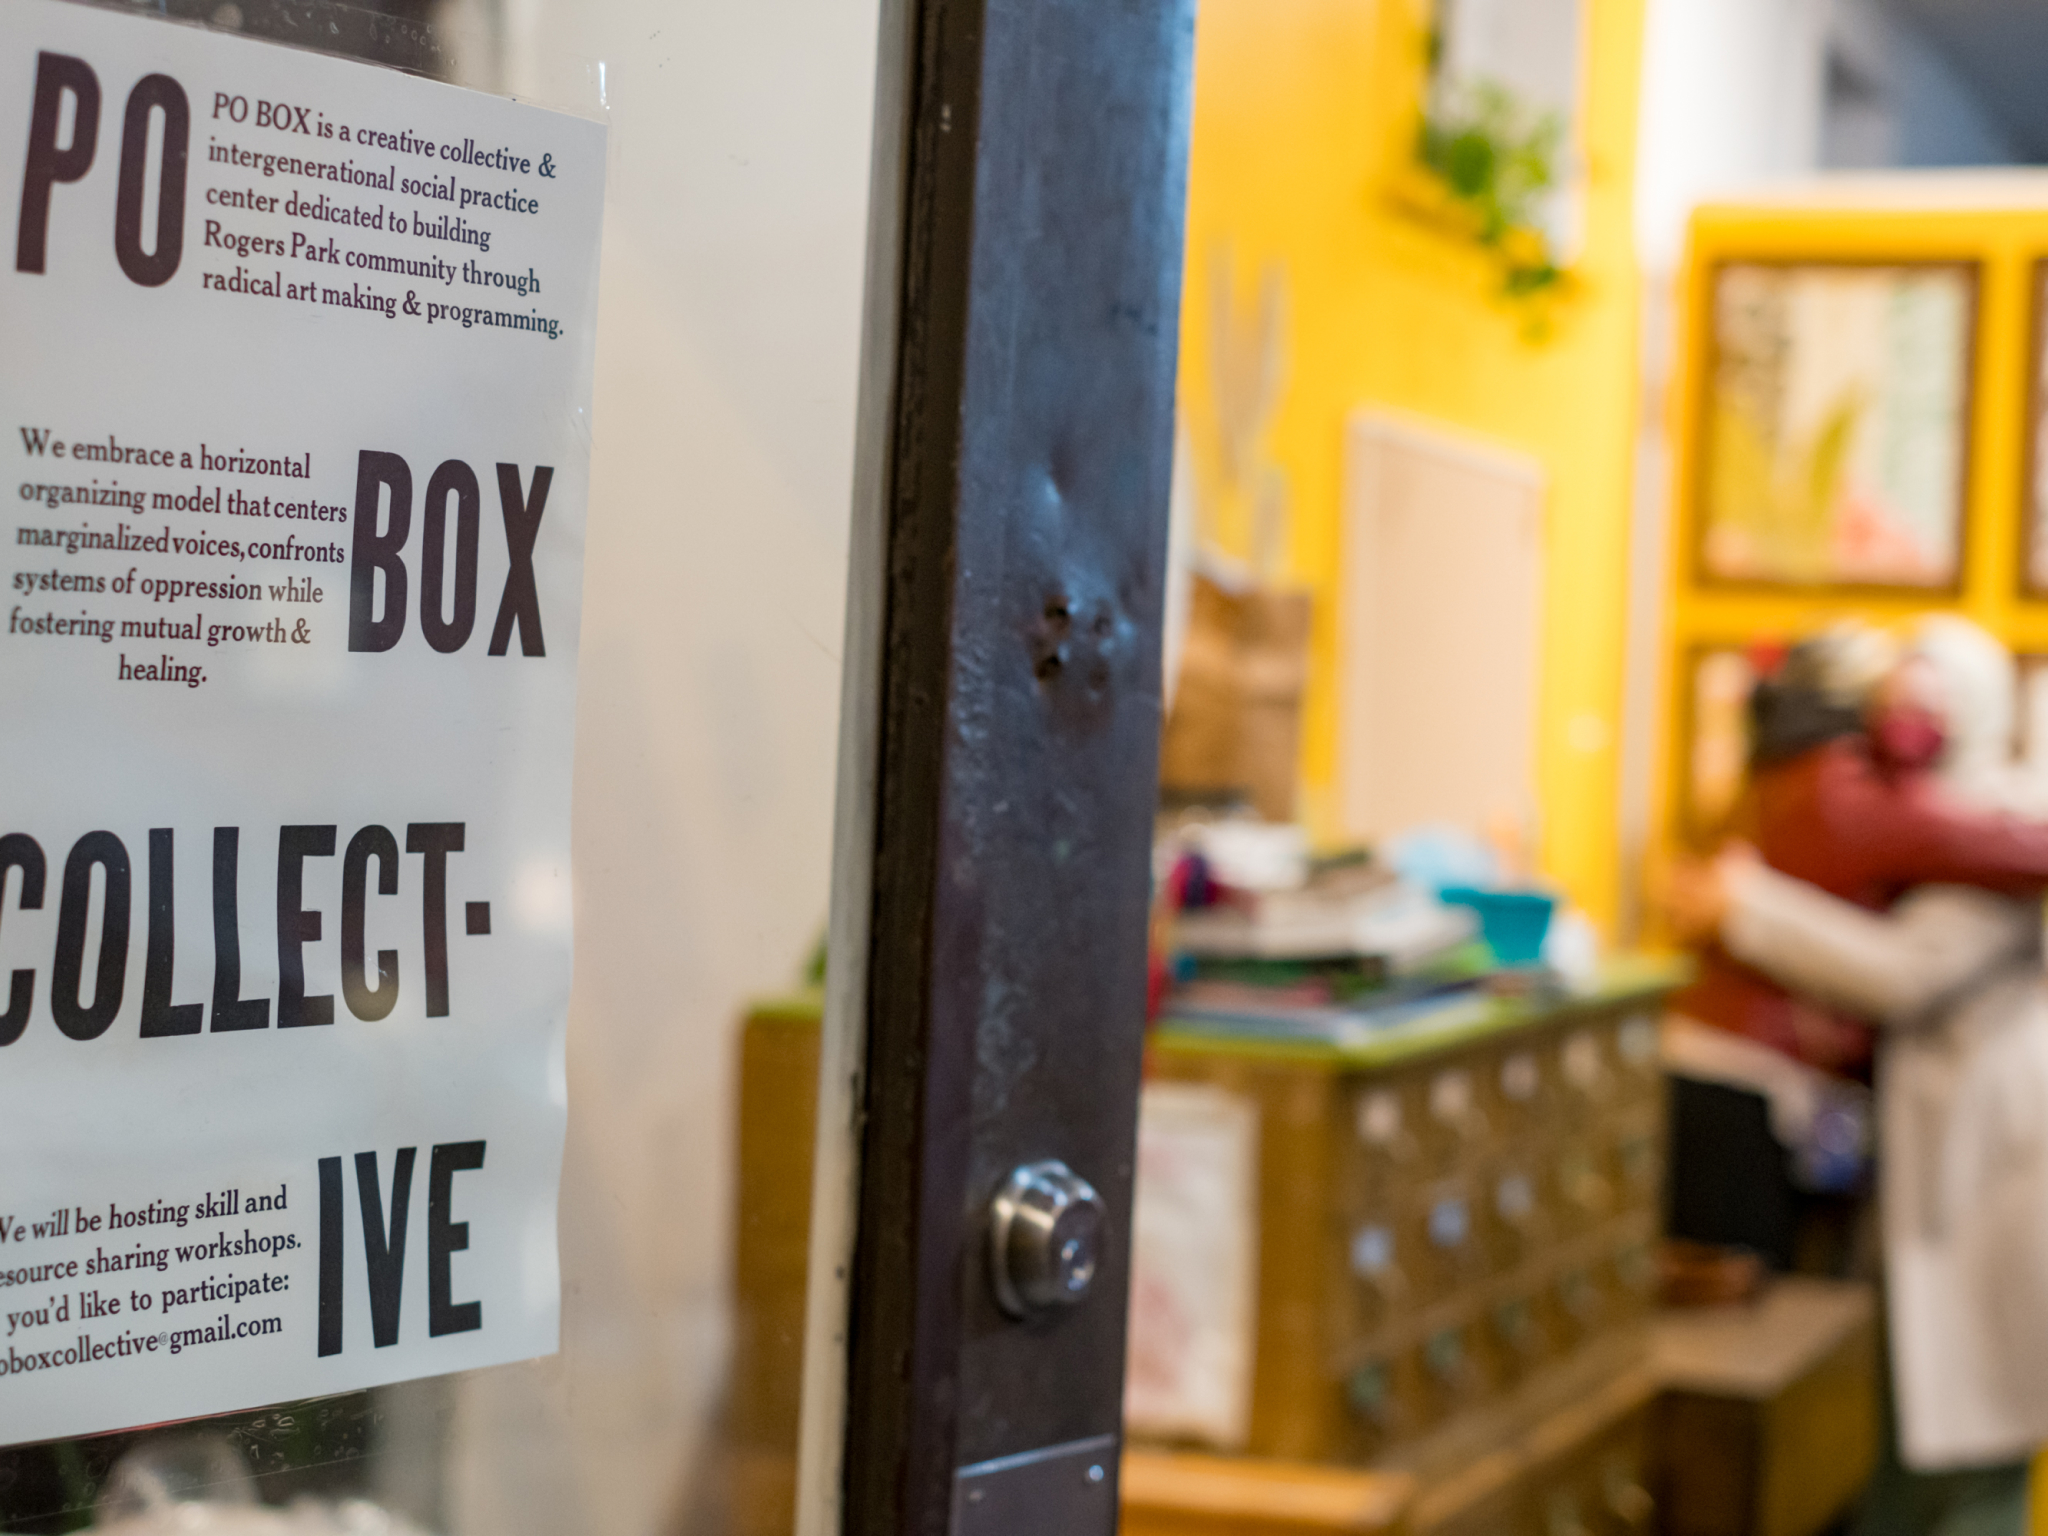 PO
PO BOX is a creative collective &
intergenerational social practice
center dedicated to building
Rogers Park community through
radical art making & programming.
We embrace a horizontal
organizing model that centers
marginalized voices, confronts
systems of oppression while
fostering mutual growth &
healing.
BOX
COLLECT-
IVE
We will be hosting skill and
esource sharing workshops.
you'd like to participate:
oboxcollective@gmail.com